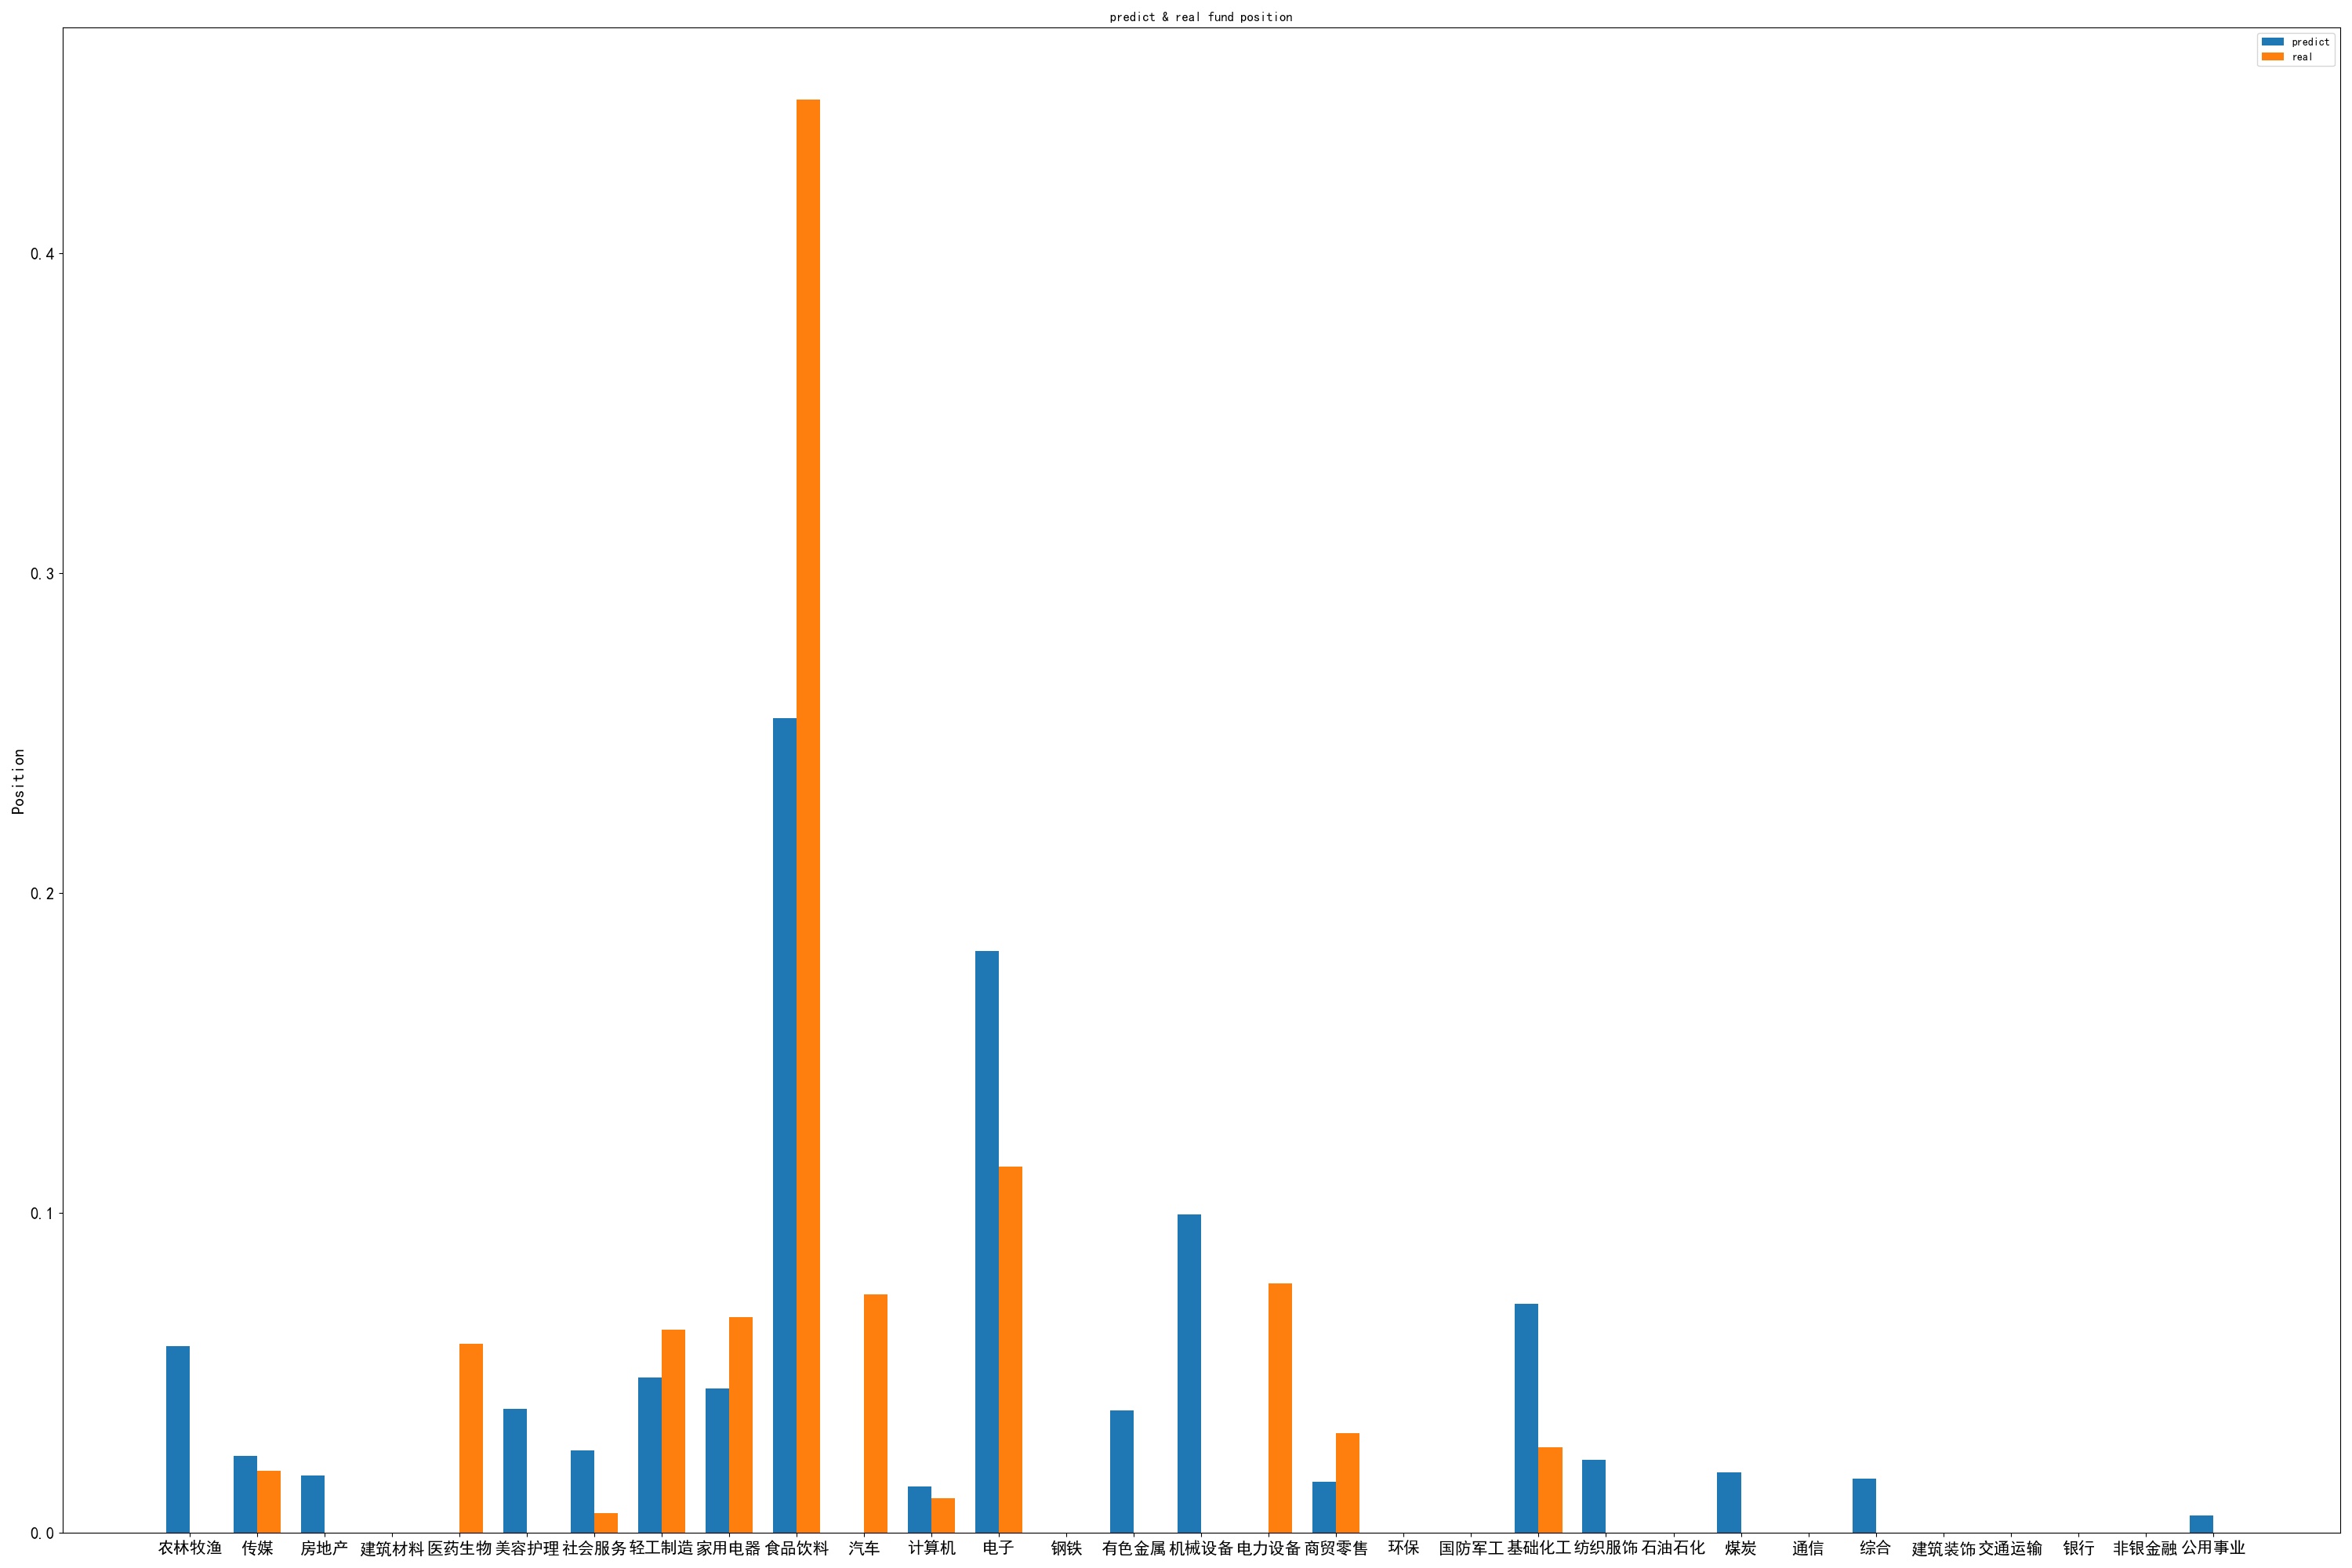 predict & real fund position
predict
real
Position
0.4
0.3
0.2
0.1
0.0
农林牧渔 传媒 房地产 建筑材料 医药生物 美容护理 社会服务 轻工制造 家用电器 食品饮料 汽车 计算机 电子 钢铁 有色金属 机械设备 电力设备 商贸零售 环保 国防军工 基础化工 纺织服饰 石油石化 煤炭 通信 综合 建筑装饰 交通运输 银行 非银金融 公用事业